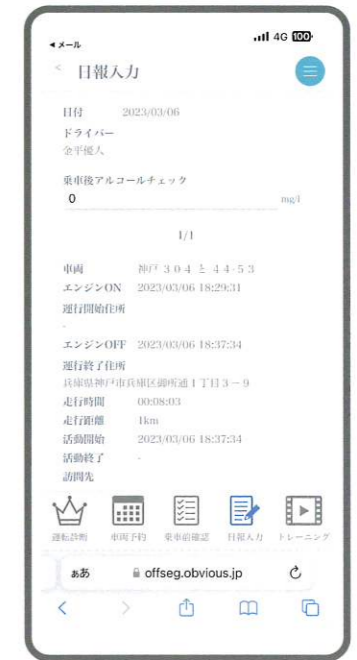 ◀メール
4G 100
< 日報入力
日付 2023/03/06
ドライバー
金平優人
乗車後アルコールチェック
0 mg/l
1/1
車両 神戸 304 と 44-53
エンジンON 2023/03/06 18:29:31
運行開始住所
-
エンジンOFF 2023/03/06 18:37:34
運行終了住所
兵庫県神戸市兵庫区御所通1丁目3−9
走行時間 00:08:03
走行距離 1km
活動開始 2023/03/06 18:37:34
活動終了 -
訪問先
運転診断 車両予約 乗車前確認 日報入力 トレーニング
ああ offseg.obvious.jp